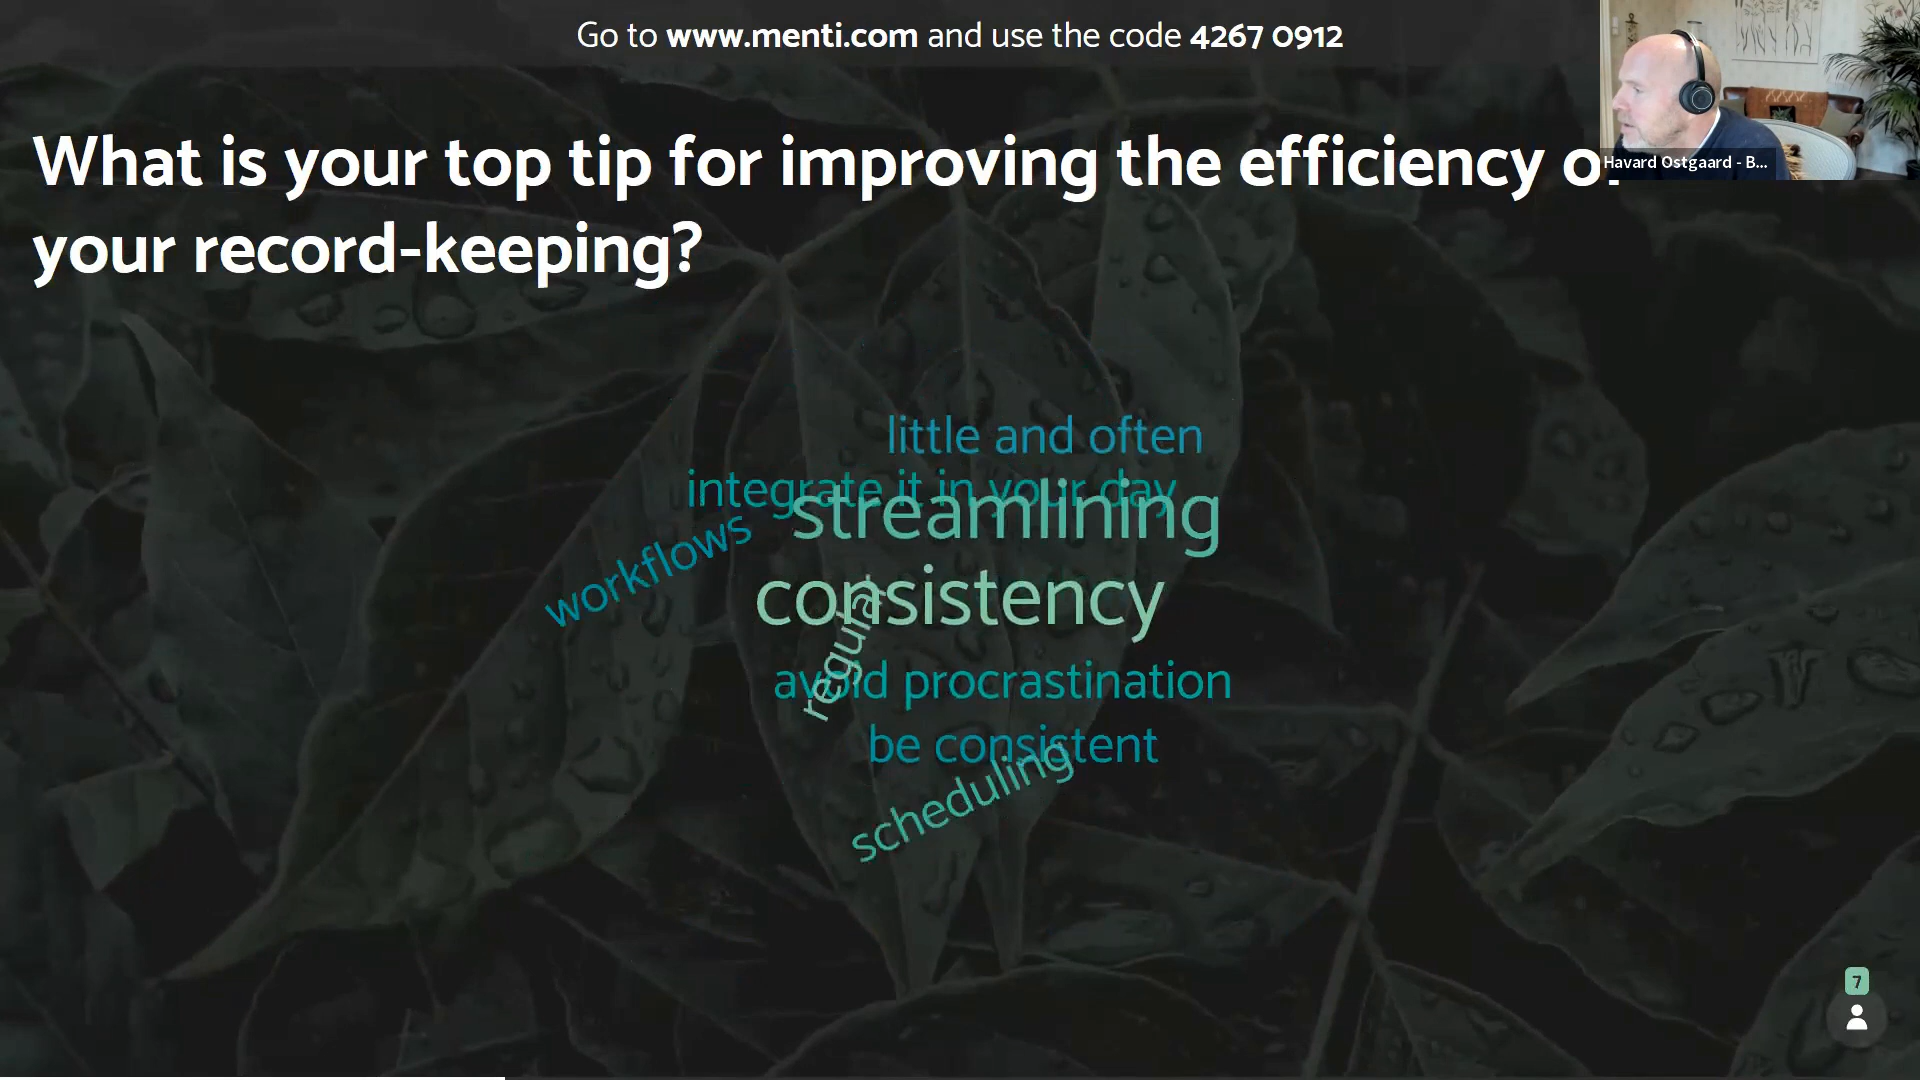 Go to www.menti.com and use the code 4267 0912
Havard Ostgaard - B...
What is your top tip for improving the efficiency of
your record-keeping?
little and often
integrate it in your day
streamlining
workflows
consistency
regular
avoid procrastination
be consistent
scheduling
7